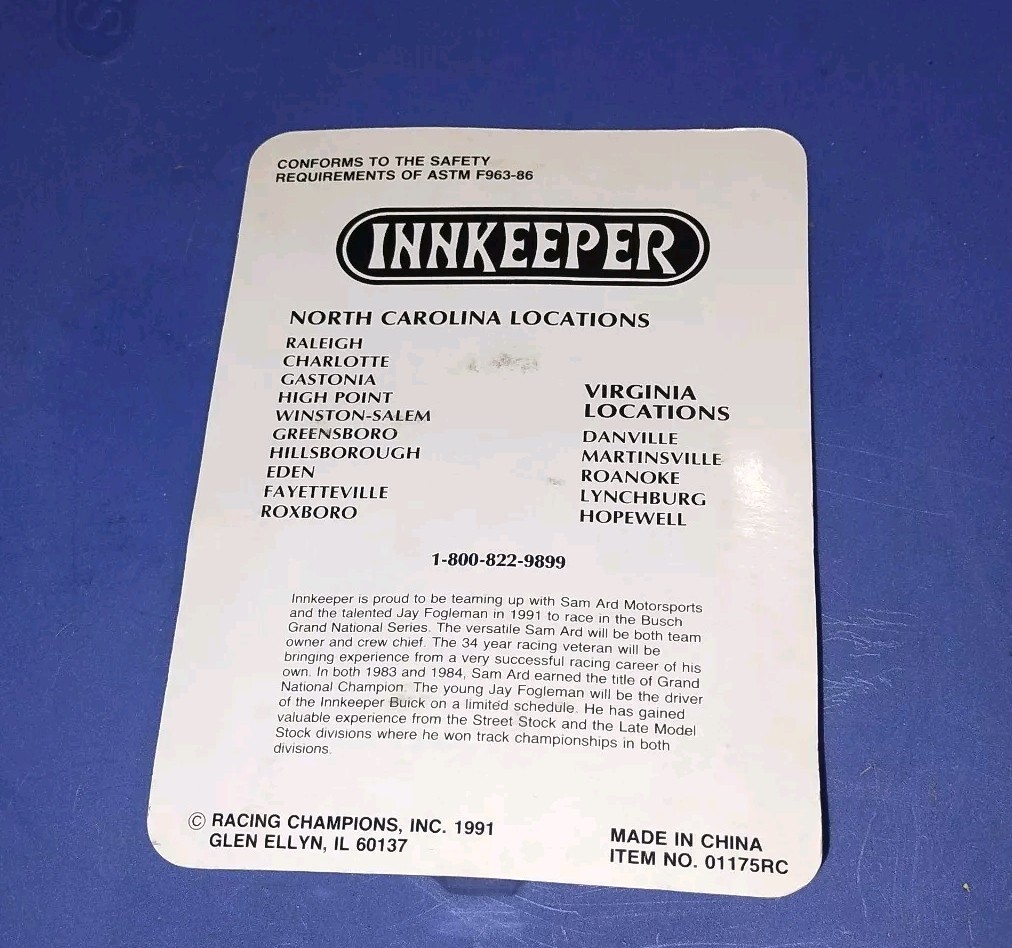 CONFORMS TO THE SAFETY
REQUIREMENTS OF ASTM F963-86
INNKEEPER
NORTH CAROLINA LOCATIONS
RALEIGH
CHARLOTTE
GASTONIA
HIGH POINT
WINSTON-SALEM
GREENSBORO
HILLSBOROUGH
EDEN
FAYETTEVILLE
ROXBORO
VIRGINIA
LOCATIONS
DANVILLE
MARTINSVILLE
ROANOKE
LYNCHBURG
HOPEWELL
1-800-822-9899
Innkeeper is proud to be teaming up with Sam Ard Motorsports
and the talented Jay Fogleman in 1991 to race in the Busch
Grand National Series. The versatile Sam Ard will be both team
owner and crew chief. The 34 year racing veteran will be
bringing experience from a very successful racing career of his
own. In both 1983 and 1984, Sam Ard earned the title of Grand
National Champion. The young Jay Fogleman will be the driver
of the Innkeeper Buick on a limited schedule. He has gained
valuable experience from the Street Stock and the Late Model
Stock divisions where he won track championships in both
divisions.
© RACING CHAMPIONS, INC. 1991
GLEN ELLYN, IL 60137
MADE IN CHINA
ITEM NO. 01175RC